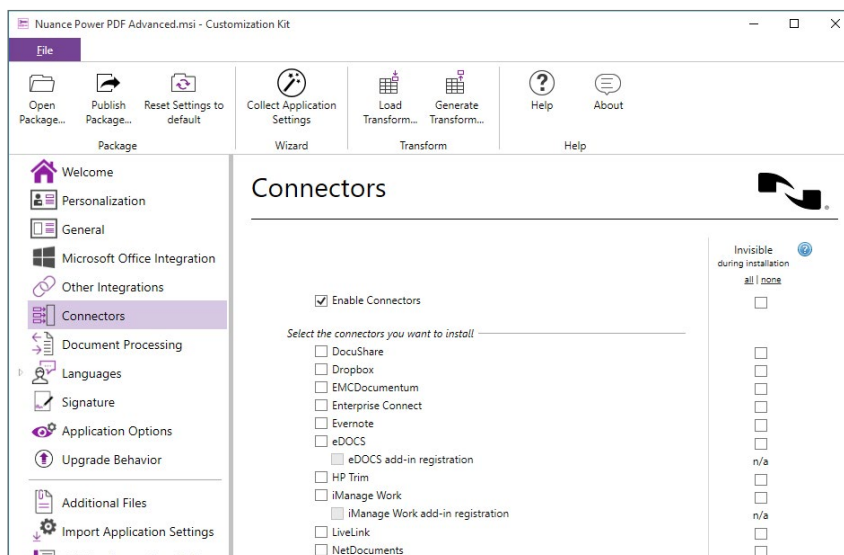 Nuance Power PDF Advanced.msi - Customization Kit
File
Open Package...
Publish Package...
Reset Settings to default
Collect Application Settings
Load Transform...
Generate Transform...
Help
About
Package
Wizard
Transform
Help
Welcome
Personalization
General
Microsoft Office Integration
Other Integrations
Connectors
Document Processing
Languages
Signature
Application Options
Upgrade Behavior
Additional Files
Import Application Settings
Connectors
Invisible
during installation
all | none
Enable Connectors
Select the connectors you want to install
DocuShare
Dropbox
EMCDocumentum
Enterprise Connect
Evernote
eDOCS
eDOCS add-in registration n/a
HP Trim
iManage Work
iManage Work add-in registration n/a
LiveLink
NetDocuments